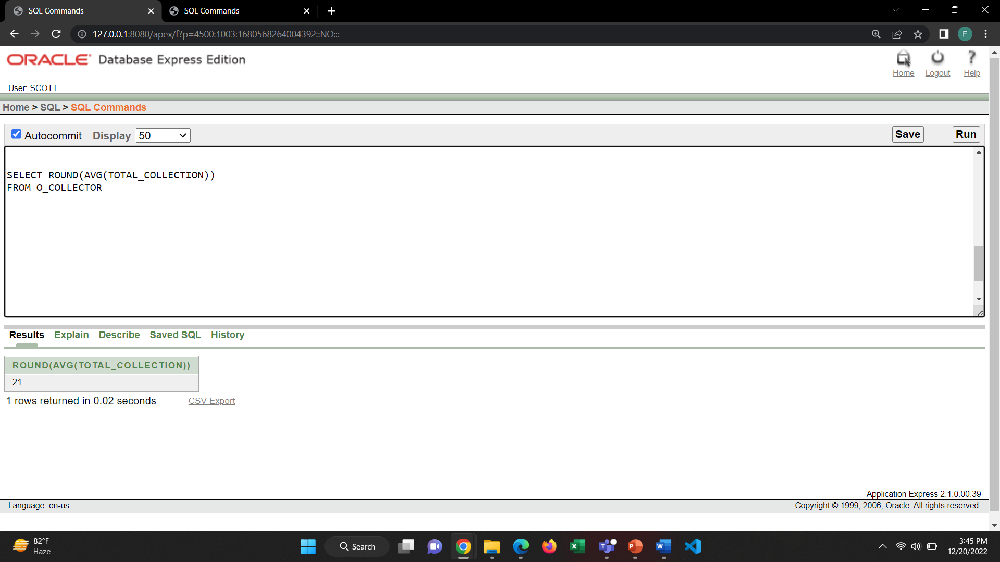 SQL Commands
SQL Commands
127.0.0.1:8080/apex/f?p=4500:1003:1680568264004392::NO:::
F
ORACLE Database Express Edition
Home Logout Help
User: SCOTT
Home > SQL > SQL Commands
Autocommit Display 50 Save Run
SELECT ROUND(AVG(TOTAL_COLLECTION))
FROM O_COLLECTOR
Results Explain Describe Saved SQL History
ROUND(AVG(TOTAL_COLLECTION))
21
1 rows returned in 0.02 seconds CSV Export
Application Express 2.1.0.00.39
Language: en-us Copyright © 1999, 2006, Oracle. All rights reserved.
82°F
Haze
Search
3:45 PM
12/20/2022